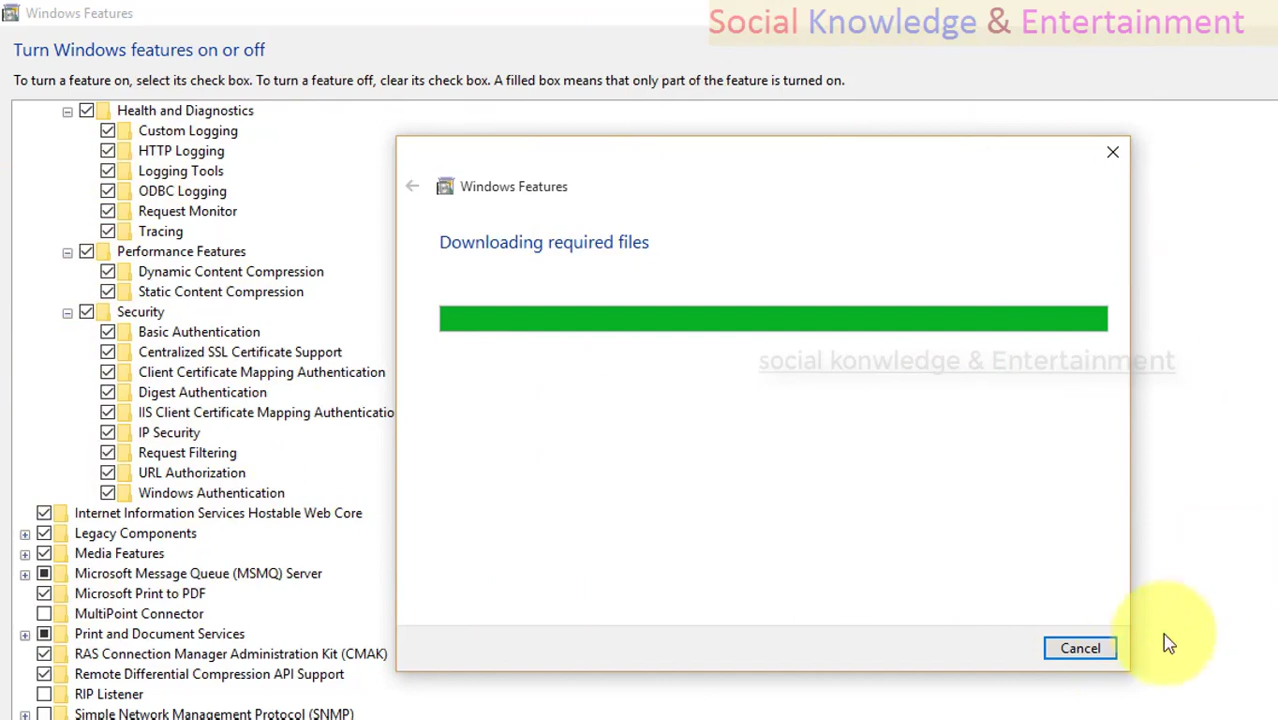 Windows Features
Social Knowledge & Entertainment
Turn Windows features on or off
To turn a feature on, select its check box. To turn a feature off, clear its check box. A filled box means that only part of the feature is turned on.
Health and Diagnostics
Custom Logging
HTTP Logging
Logging Tools
ODBC Logging
Request Monitor
Tracing
Performance Features
Dynamic Content Compression
Static Content Compression
Security
Basic Authentication
Centralized SSL Certificate Support
Client Certificate Mapping Authentication
Digest Authentication
IIS Client Certificate Mapping Authenticatio
IP Security
Request Filtering
URL Authorization
Windows Authentication
Internet Information Services Hostable Web Core
Legacy Components
Media Features
Microsoft Message Queue (MSMQ) Server
Microsoft Print to PDF
MultiPoint Connector
Print and Document Services
RAS Connection Manager Administration Kit (CMAK)
Remote Differential Compression API Support
RIP Listener
Simple Network Management Protocol (SNMP)
Windows Features
Downloading required files
social konwledge & Entertainment
Cancel